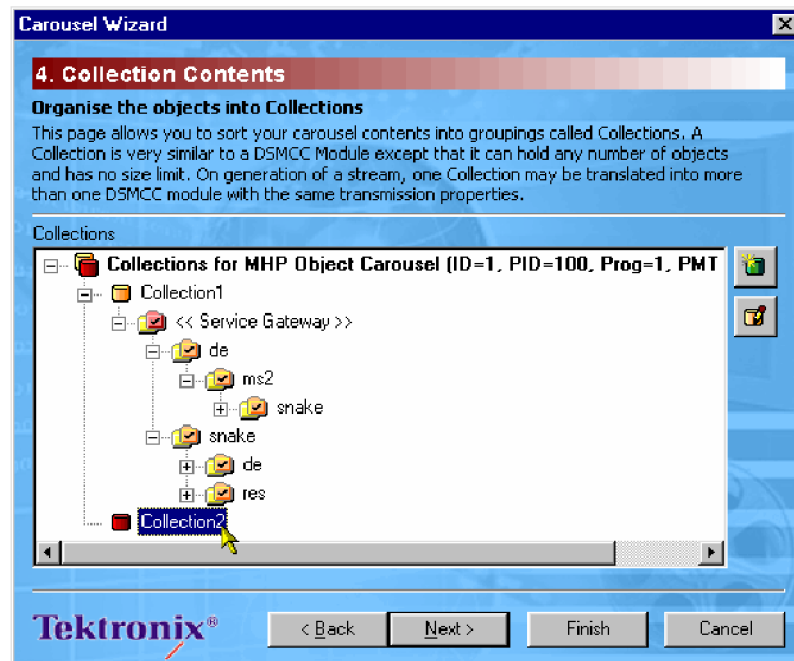 Carousel Wizard
4. Collection Contents
Organise the objects into Collections
This page allows you to sort your carousel contents into groupings called Collections. A
Collection is very similar to a DSMCC Module except that it can hold any number of objects
and has no size limit. On generation of a stream, one Collection may be translated into more
than one DSMCC module with the same transmission properties.
Collections
Collections for MHP Object Carousel (ID=1, PID=100, Prog=1, PMT
Collection1
<< Service Gateway >>
de
ms2
snake
snake
de
res
Collection2
Tektronix®
< Back
Next >
Finish
Cancel